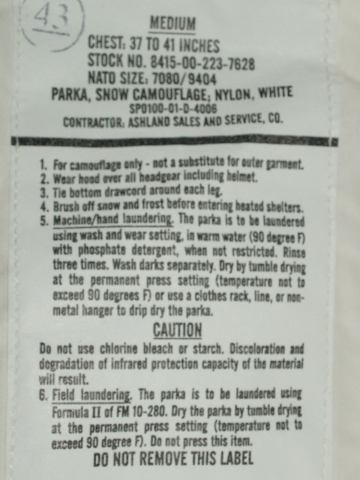 43
MEDIUM
CHEST: 37 TO 41 INCHES
STOCK NO. 8415-00-223-7628
NATO SIZE: 7080/9404
PARKA, SNOW CAMOUFLAGE; NYLON, WHITE
SP0100-01-D-4006
CONTRACTOR: ASHLAND SALES AND SERVICE, CO.
1. For camouflage only - not a substitute for outer garment.
2. Wear hood over all headgear including helmet.
3. Tie bottom drawcord around each leg.
4. Brush off snow and frost before entering heated shelters.
5. Machine/hand laundering. The parka is to be laundered
using wash and wear setting, in warm water (90 degree F)
with phosphate detergent, when not restricted. Rinse
three times. Wash darks separately. Dry by tumble drying
at the permanent press setting (temperature not to
exceed 90 degrees F) or use a clothes rack, line, or non-
metal hanger to drip dry the parka.
CAUTION
Do not use chlorine bleach or starch. Discoloration and
degradation of infrared protection capacity of the material
will result.
6. Field laundering. The parka is to be laundered using
Formula II of FM 10-280. Dry the parka by tumble drying
at the permanent press setting (temperature not to
exceed 90 degree F). Do not press this item.
DO NOT REMOVE THIS LABEL